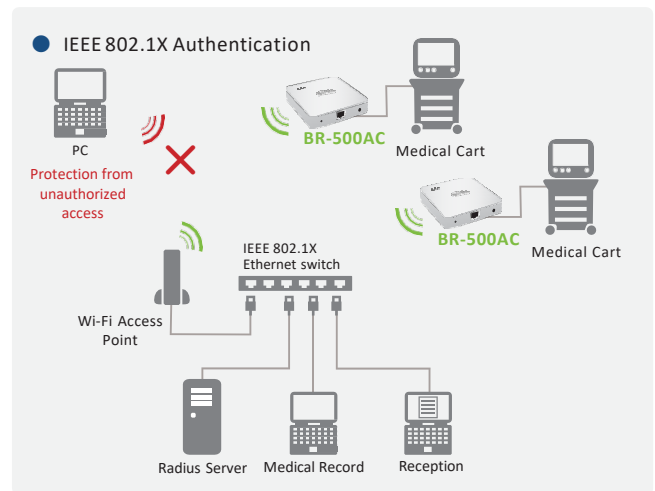 IEEE 802.1X Authentication
PC
Protection from
unauthorized
access
BR-500AC
Medical Cart
BR-500AC
Medical Cart
IEEE 802.1X
Ethernet switch
Wi-Fi Access
Point
Radius Server
Medical Record
Reception